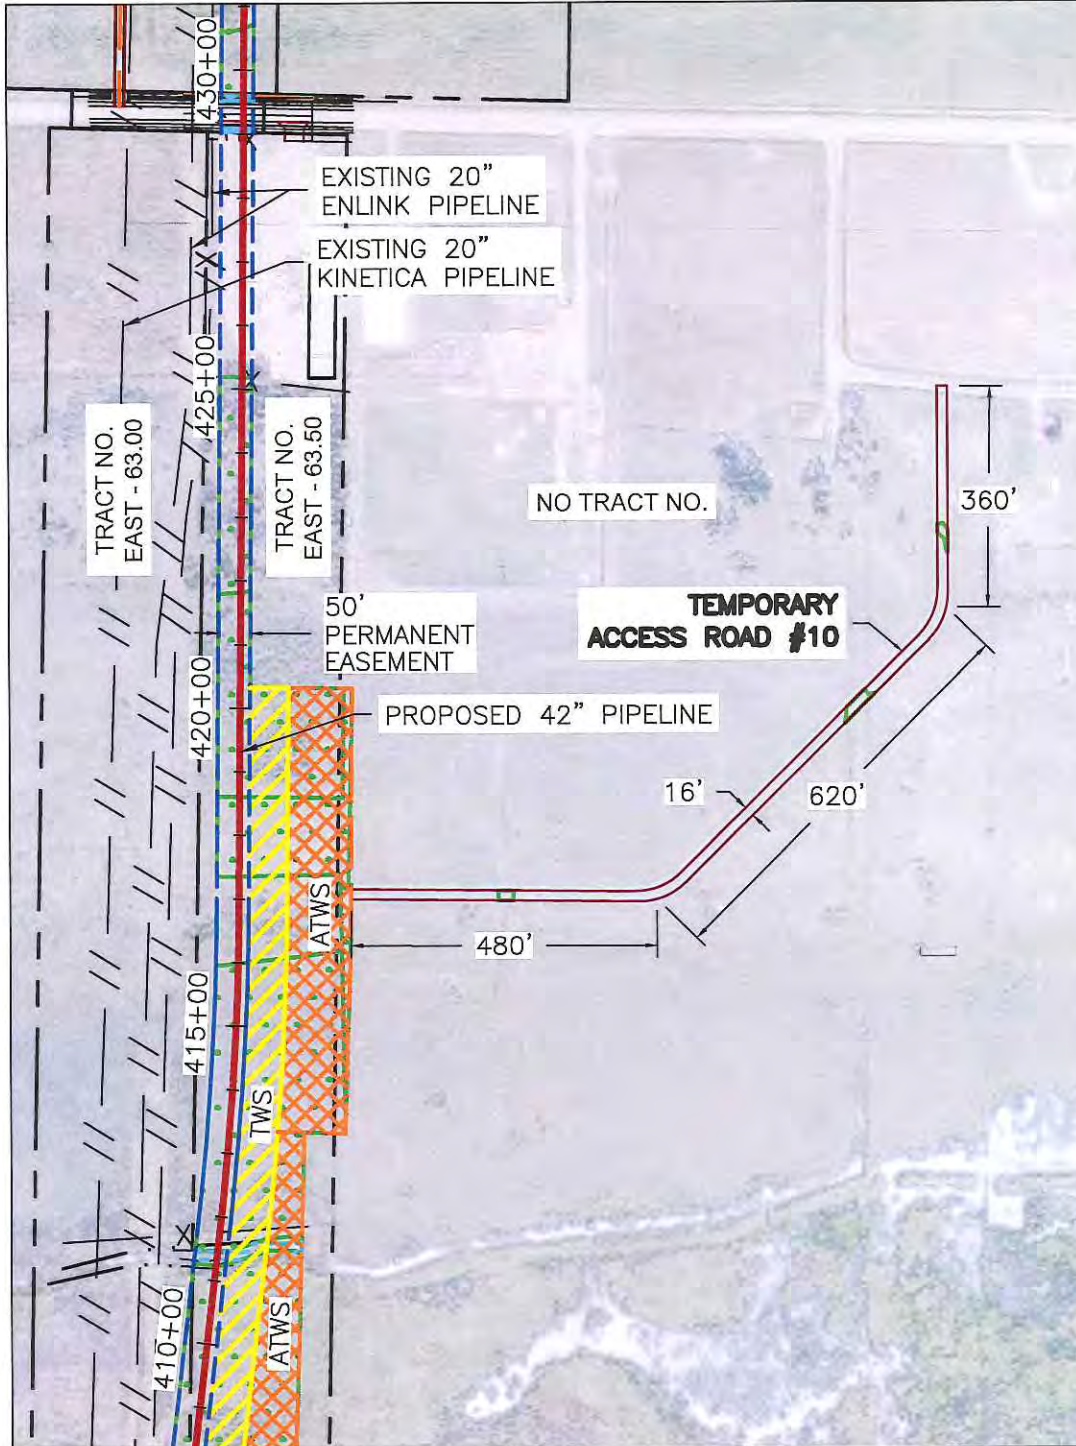 430+00
EXISTING 20"
ENLINK PIPELINE
EXISTING 20"
KINETICA PIPELINE
425+00
TRACT NO.
EAST - 63.00
TRACT NO.
EAST - 63.50
NO TRACT NO.
360'
50'
PERMANENT
EASEMENT
TEMPORARY
ACCESS ROAD #10
420+00
PROPOSED 42" PIPELINE
16'
620'
ATWS
480'
415+00
TWS
410+00
ATWS